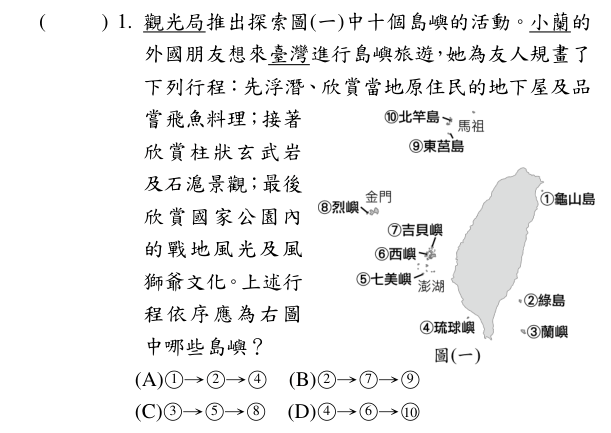 (　　) 1. 觀光局推出探索圖(一)中十個島嶼的活動。小蘭的
外國朋友想來臺灣進行島嶼旅遊，她為友人規畫了
下列行程：先浮潛、欣賞當地原住民的地下屋及品
嘗飛魚料理；接著
欣賞柱狀玄武岩
及石滬景觀；最後
欣賞國家公園內
的戰地風光及風
獅爺文化。上述行
程依序應為右圖
中哪些島嶼？
⑩北竿島
馬祖
⑨東莒島
①龜山島
金門
⑧烈嶼
⑦吉貝嶼
⑥西嶼
⑤七美嶼
澎湖
②綠島
④琉球嶼
③蘭嶼
圖(一)
(A)①→②→④　(B)②→⑦→⑨
(C)③→⑤→⑧　(D)④→⑥→⑩